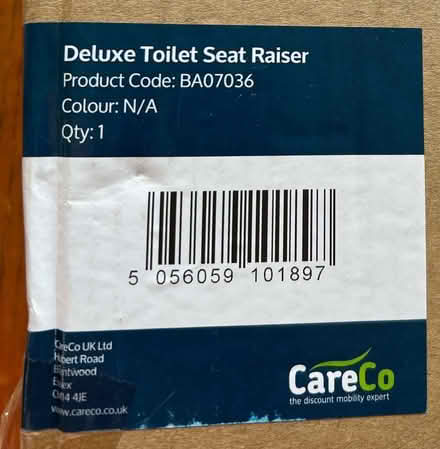 Deluxe Toilet Seat Raiser
Product Code: BA07036
Colour: N/A
Qty: 1
5 056059 101897
CareCo UK Ltd
Road
Essex
4JE
www.careco.co.uk
CareCo
the discount mobility expert